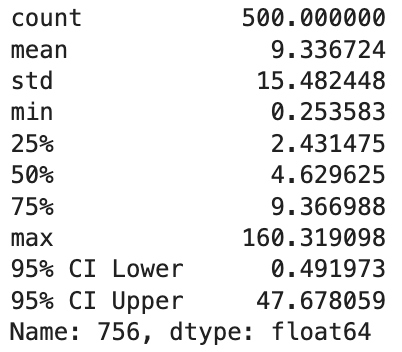 count 500.000000
mean 9.336724
std 15.482448
min 0.253583
25% 2.431475
50% 4.629625
75% 9.366988
max 160.319098
95% CI Lower 0.491973
95% CI Upper 47.678059
Name: 756, dtype: float64